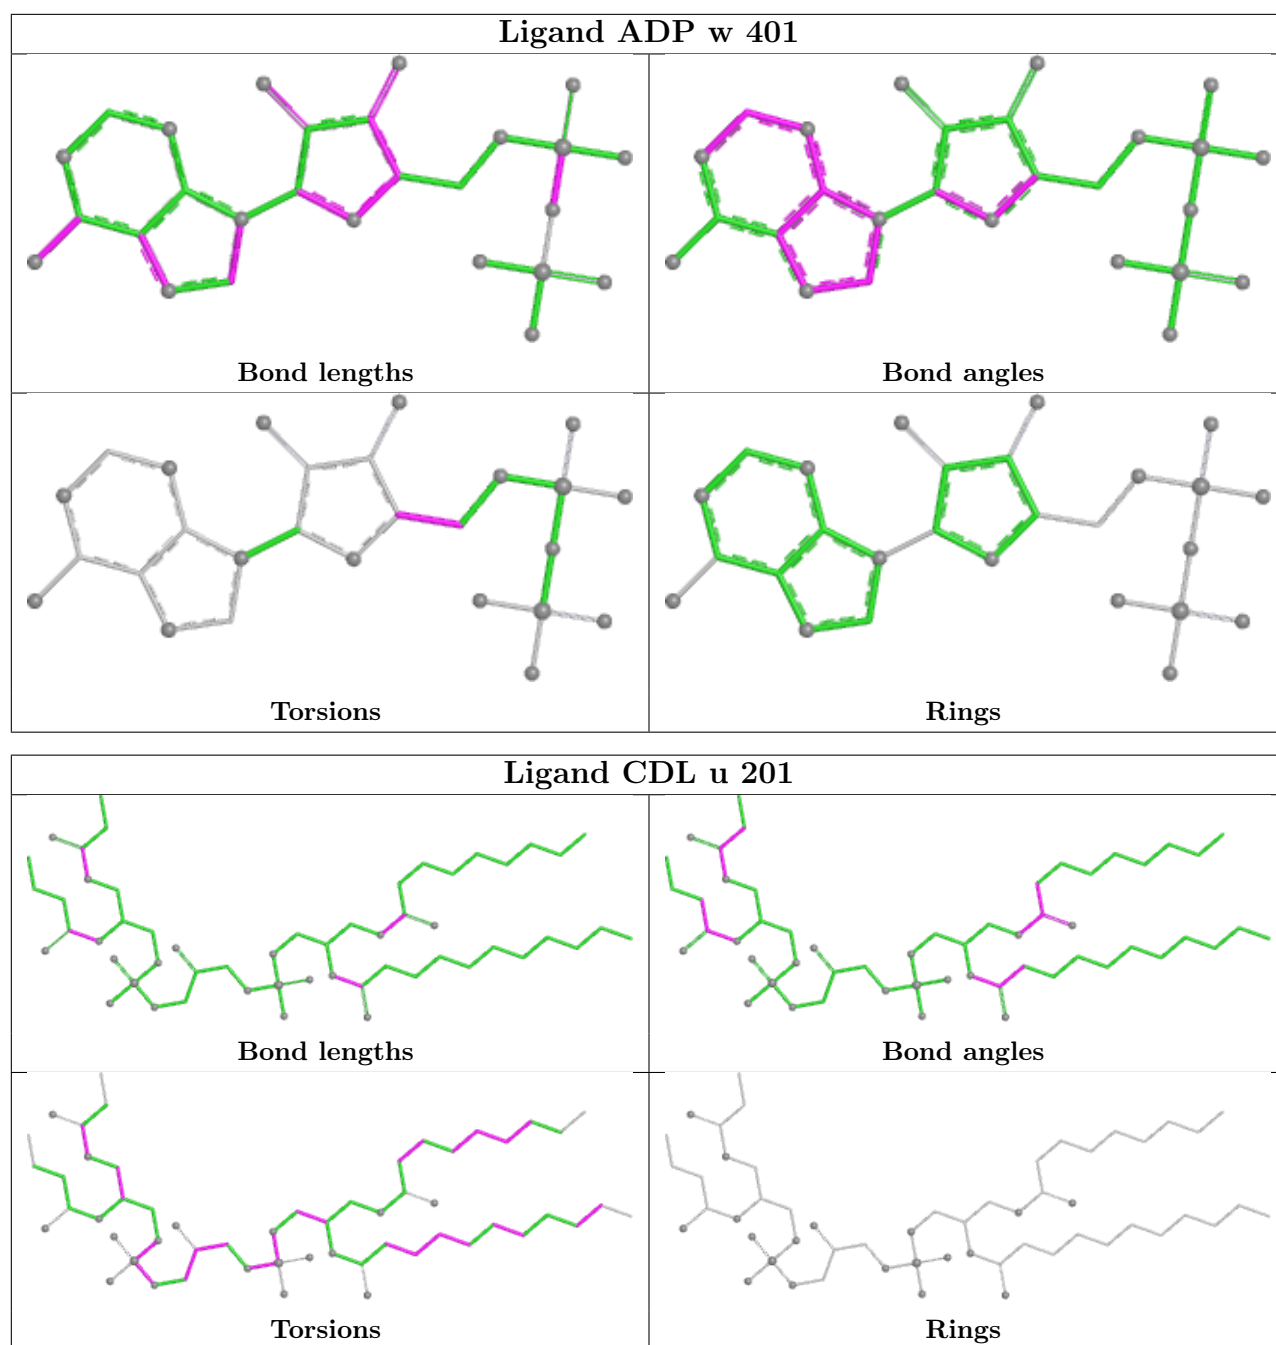 Ligand ADP w 401
Bond lengths
Bond angles
Torsions
Rings
Ligand CDL u 201
Bond lengths
Bond angles
Torsions
Rings